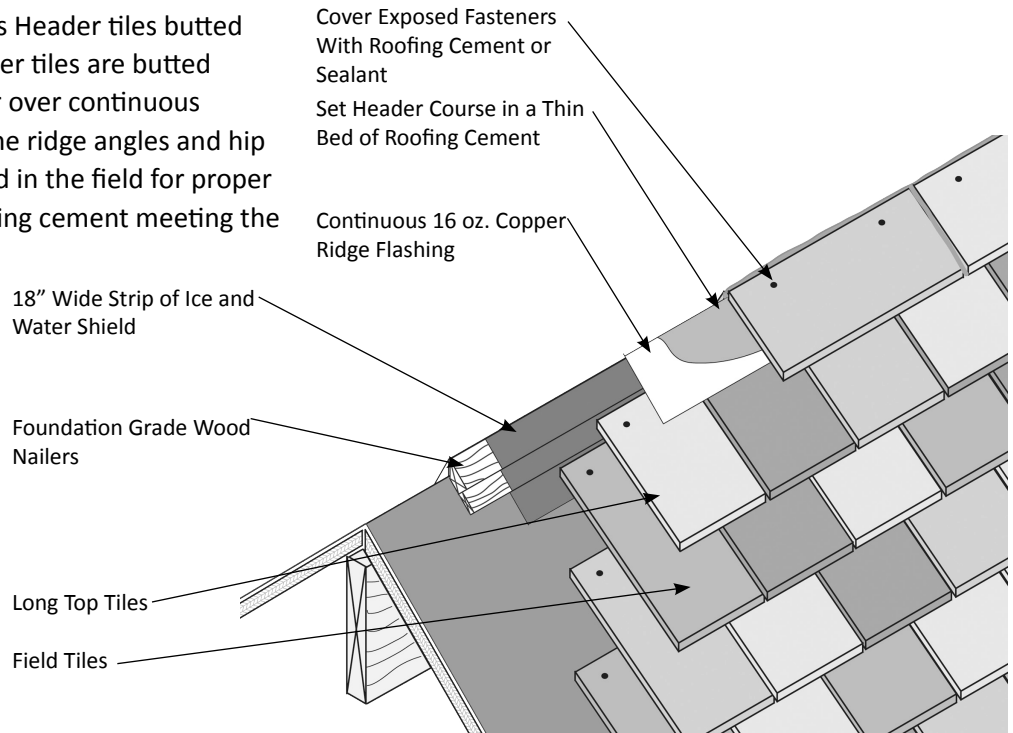 s Header tiles butted
er tiles are butted
r over continuous
ne ridge angles and hip
d in the field for proper
ing cement meeting the
Cover Exposed Fasteners
With Roofing Cement or
Sealant
Set Header Course in a Thin
Bed of Roofing Cement
Continuous 16 oz. Copper
Ridge Flashing
18” Wide Strip of Ice and
Water Shield
Foundation Grade Wood
Nailers
Long Top Tiles
Field Tiles